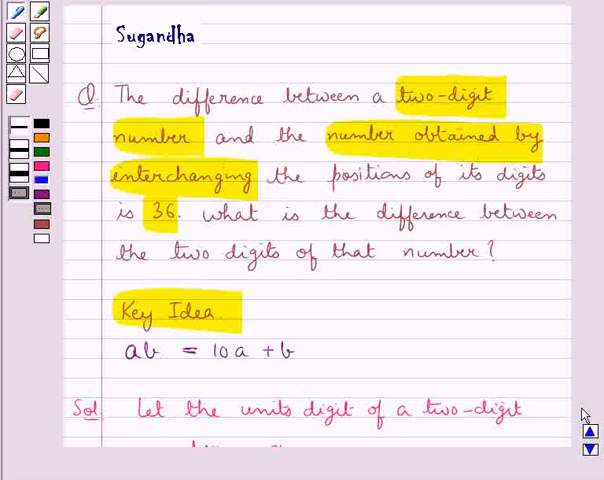 Sugandha
Q. The difference between a two-digit
number and the number obtained by
interchanging the positions of its digits
is 36. what is the difference between
the two digits of that number?
Key Idea
ab = 10a + b
Sol Let the units digit of a two-digit